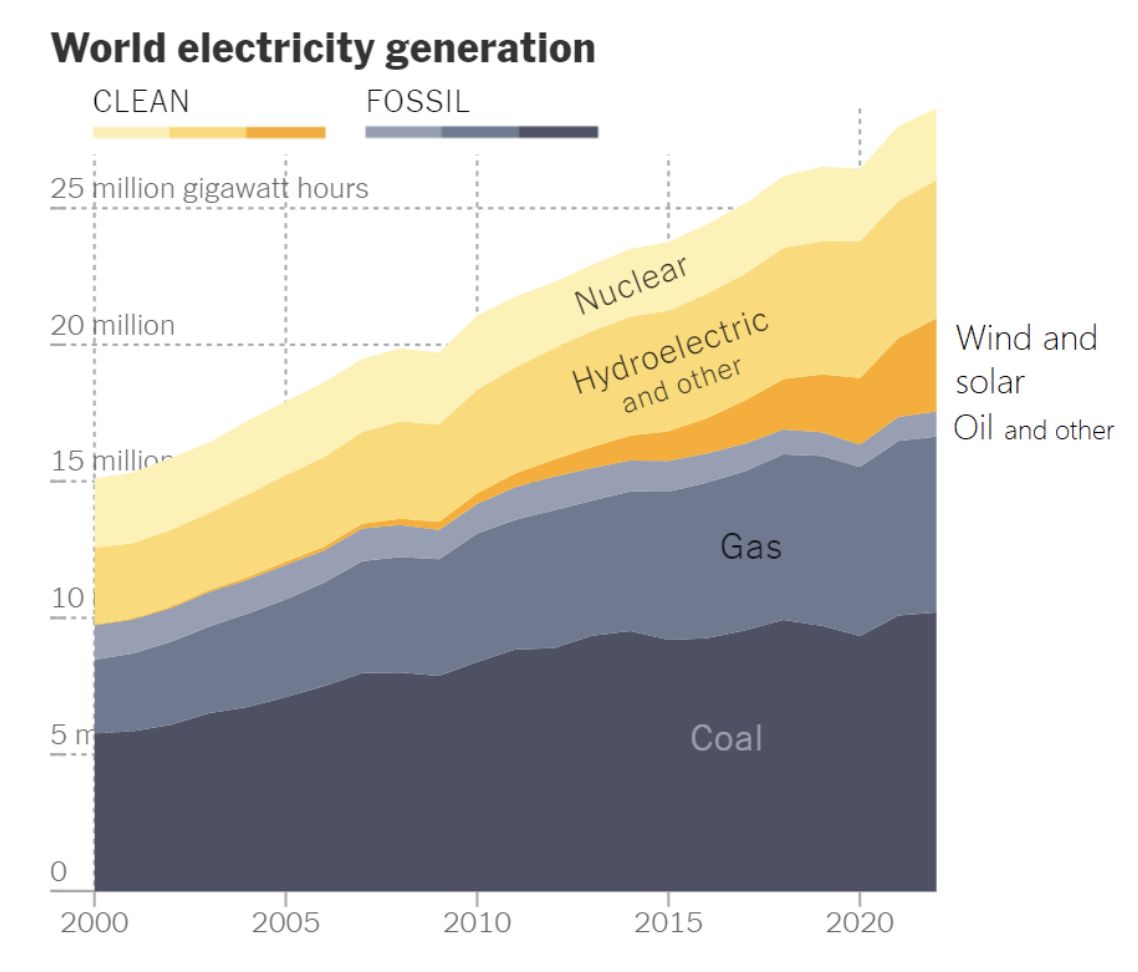 World electricity generation
CLEAN
FOSSIL
25 million gigawatt hours
20 million
15 million
10
5 m
0
Nuclear
Hydroelectric
and other
Wind and
solar
Oil and other
Gas
Coal
2000
2005
2010
2015
2020